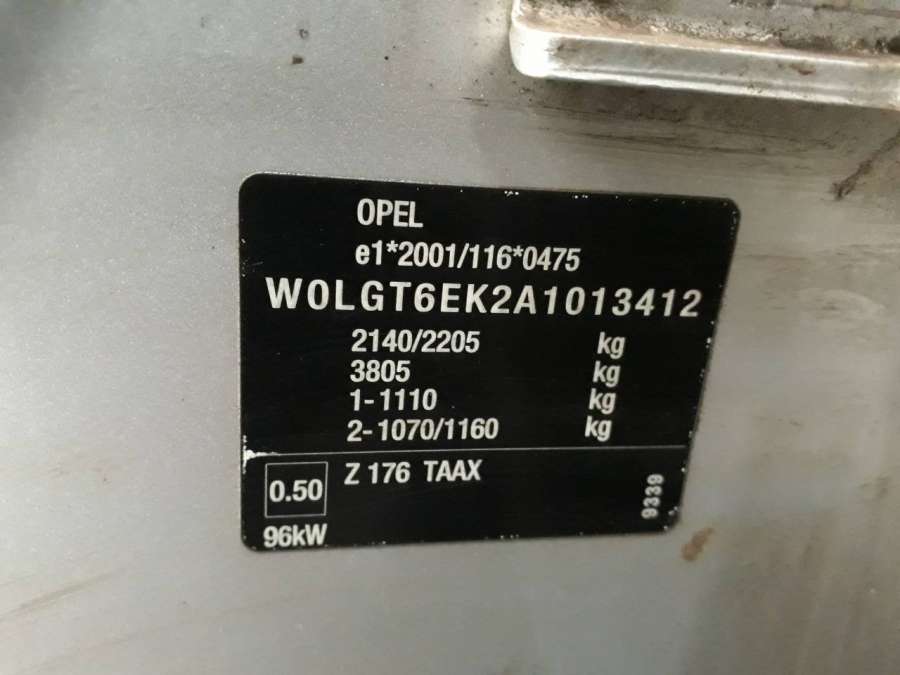 OPEL
e1*2001/116*0475
W0LGT6EK2A1013412
2140/2205 kg
3805 kg
1-1110 kg
2-1070/1160 kg
0.50 Z 176 TAAX
96kW
9339